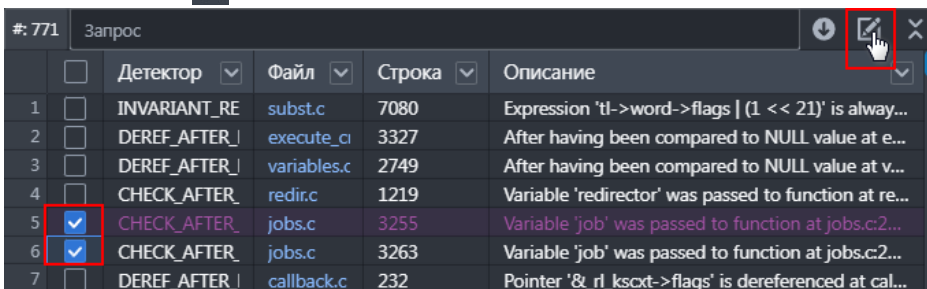 #: 771 Запрос
Детектор Файл Строка Описание
1 INVARIANT_RE subst.c 7080 Expression 'tl->word->flags | (1 << 21)' is alway...
2 DEREF_AFTER_ execute_ 3327 After having been compared to NULL value at e...
3 DEREF_AFTER_ variables.c 2749 After having been compared to NULL value at v...
4 CHECK_AFTER_ redir.c 1219 Variable 'redirector' was passed to function at re...
5 CHECK_AFTER_ jobs.c 3255 Variable 'job' was passed to function at jobs.c:2...
6 CHECK_AFTER_ jobs.c 3263 Variable 'job' was passed to function at jobs.c:2...
7 DEREF_AFTER callback.c 232 Pointer '&_rl_kscxt->flags' is dereferenced at cal...